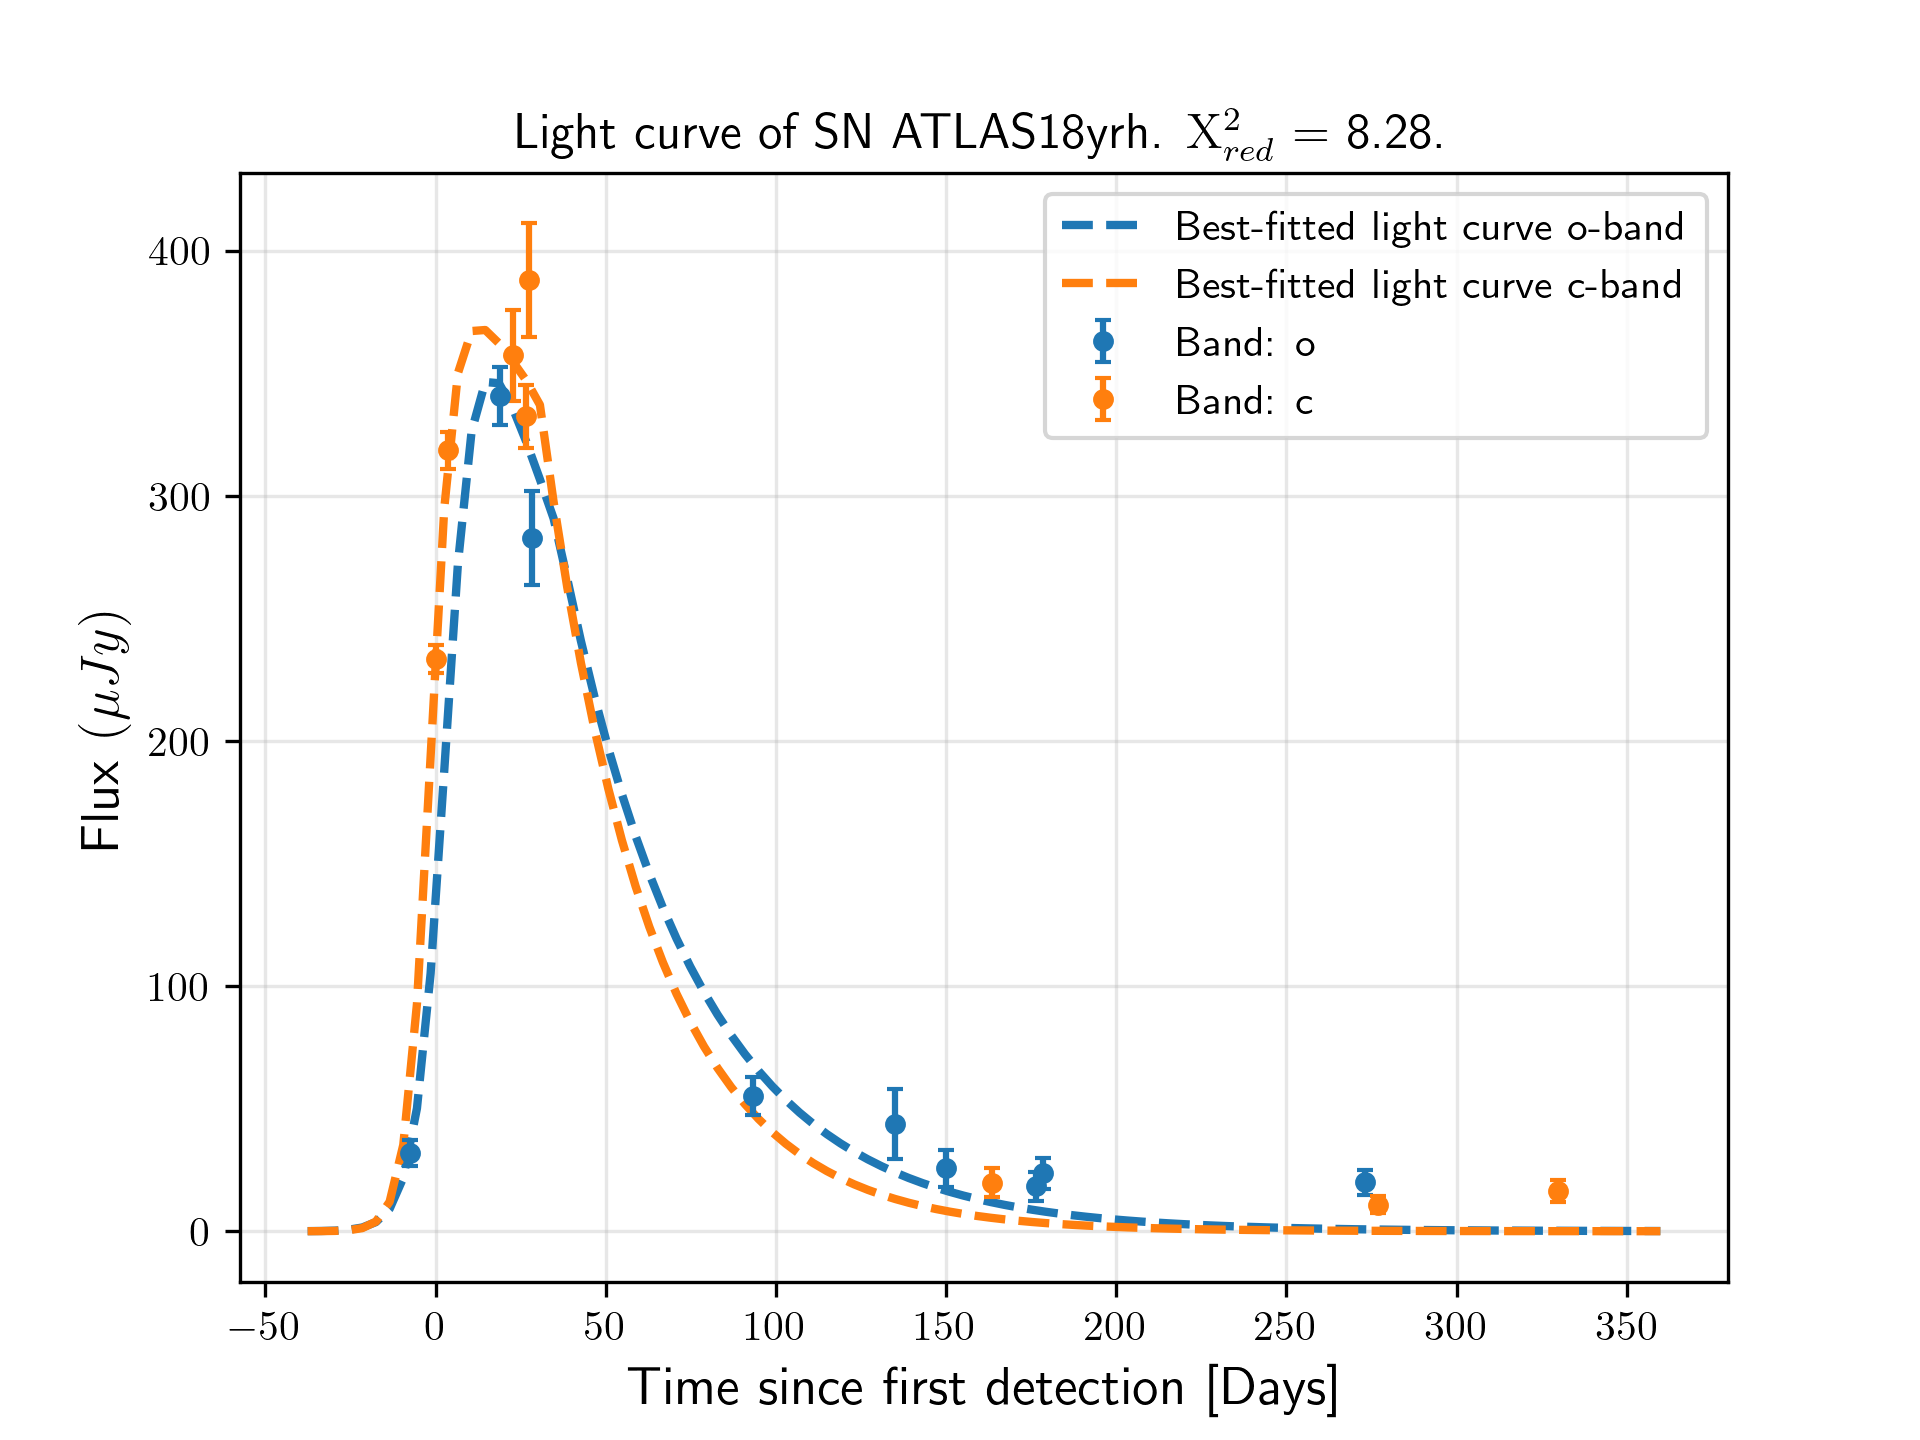 Light curve of SN ATLAS18yrh. X²_red = 8.28.
Best-fitted light curve o-band
Best-fitted light curve c-band
Band: o
Band: c
400
300
200
100
0
Flux (μJy)
−50 0 50 100 150 200 250 300 350
Time since first detection [Days]